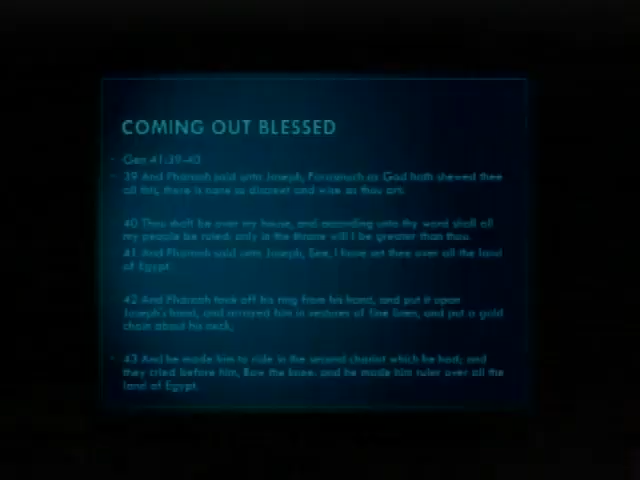 COMING OUT BLESSED
Gen 41:39-40
39 And Pharaoh said unto Joseph, Forasmuch as God hath shewed thee
all this, there is none so discreet and wise as thou art.
40 Thou shalt be over my house, and according unto thy word shall all
my people be ruled: only in the throne will I be greater than thou.
41 And Pharaoh said unto Joseph, See, I have set thee over all the land
of Egypt.
42 And Pharaoh took off his ring from his hand, and put it upon
Joseph's hand, and arrayed him in vestures of fine linen, and put a gold
chain about his neck;
43 And he made him to ride in the second chariot which he had; and
they cried before him, Bow the knee: and he made him ruler over all the
land of Egypt.